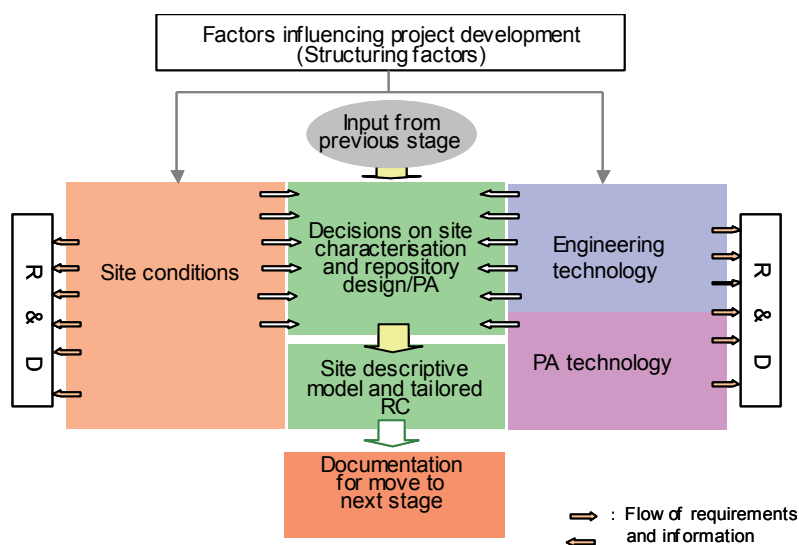 Factors influencing project development
(Structuring factors)
Input from
previous stage
R & D
Site conditions
Decisions on site
characterisation
and repository
design/PA
Engineering
technology
PA technology
R & D
Site descriptive
model and tailored
RC
Documentation
for move to
next stage
: Flow of requirements
and information